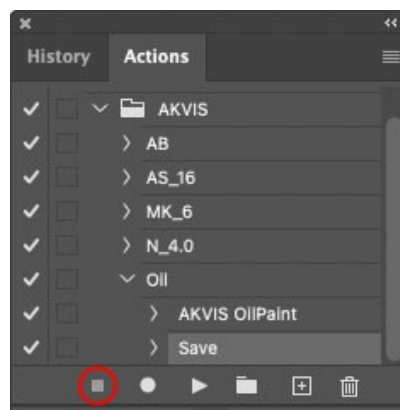 History Actions
AKVIS
AB
AS_16
MK_6
N_4.0
Oil
AKVIS OilPaint
Save